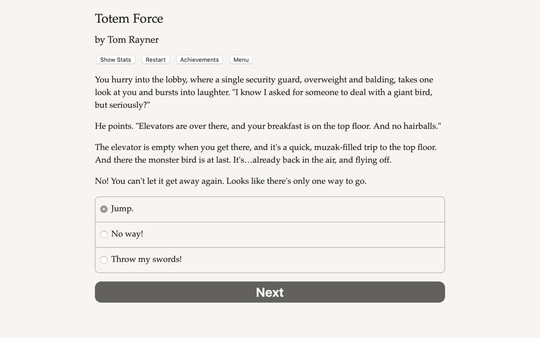 Totem Force
by Tom Rayner
Show Stats Restart Achievements Menu
You hurry into the lobby, where a single security guard, overweight and balding, takes one
look at you and bursts into laughter. "I know I asked for someone to deal with a giant bird,
but seriously?"
He points. "Elevators are over there, and your breakfast is on the top floor. And no hairballs."
The elevator is empty when you get there, and it's a quick, muzak-filled trip to the top floor.
And there the monster bird is at last. It's…already back in the air, and flying off.
No! You can't let it get away again. Looks like there's only one way to go.
Jump.
No way!
Throw my swords!
Next